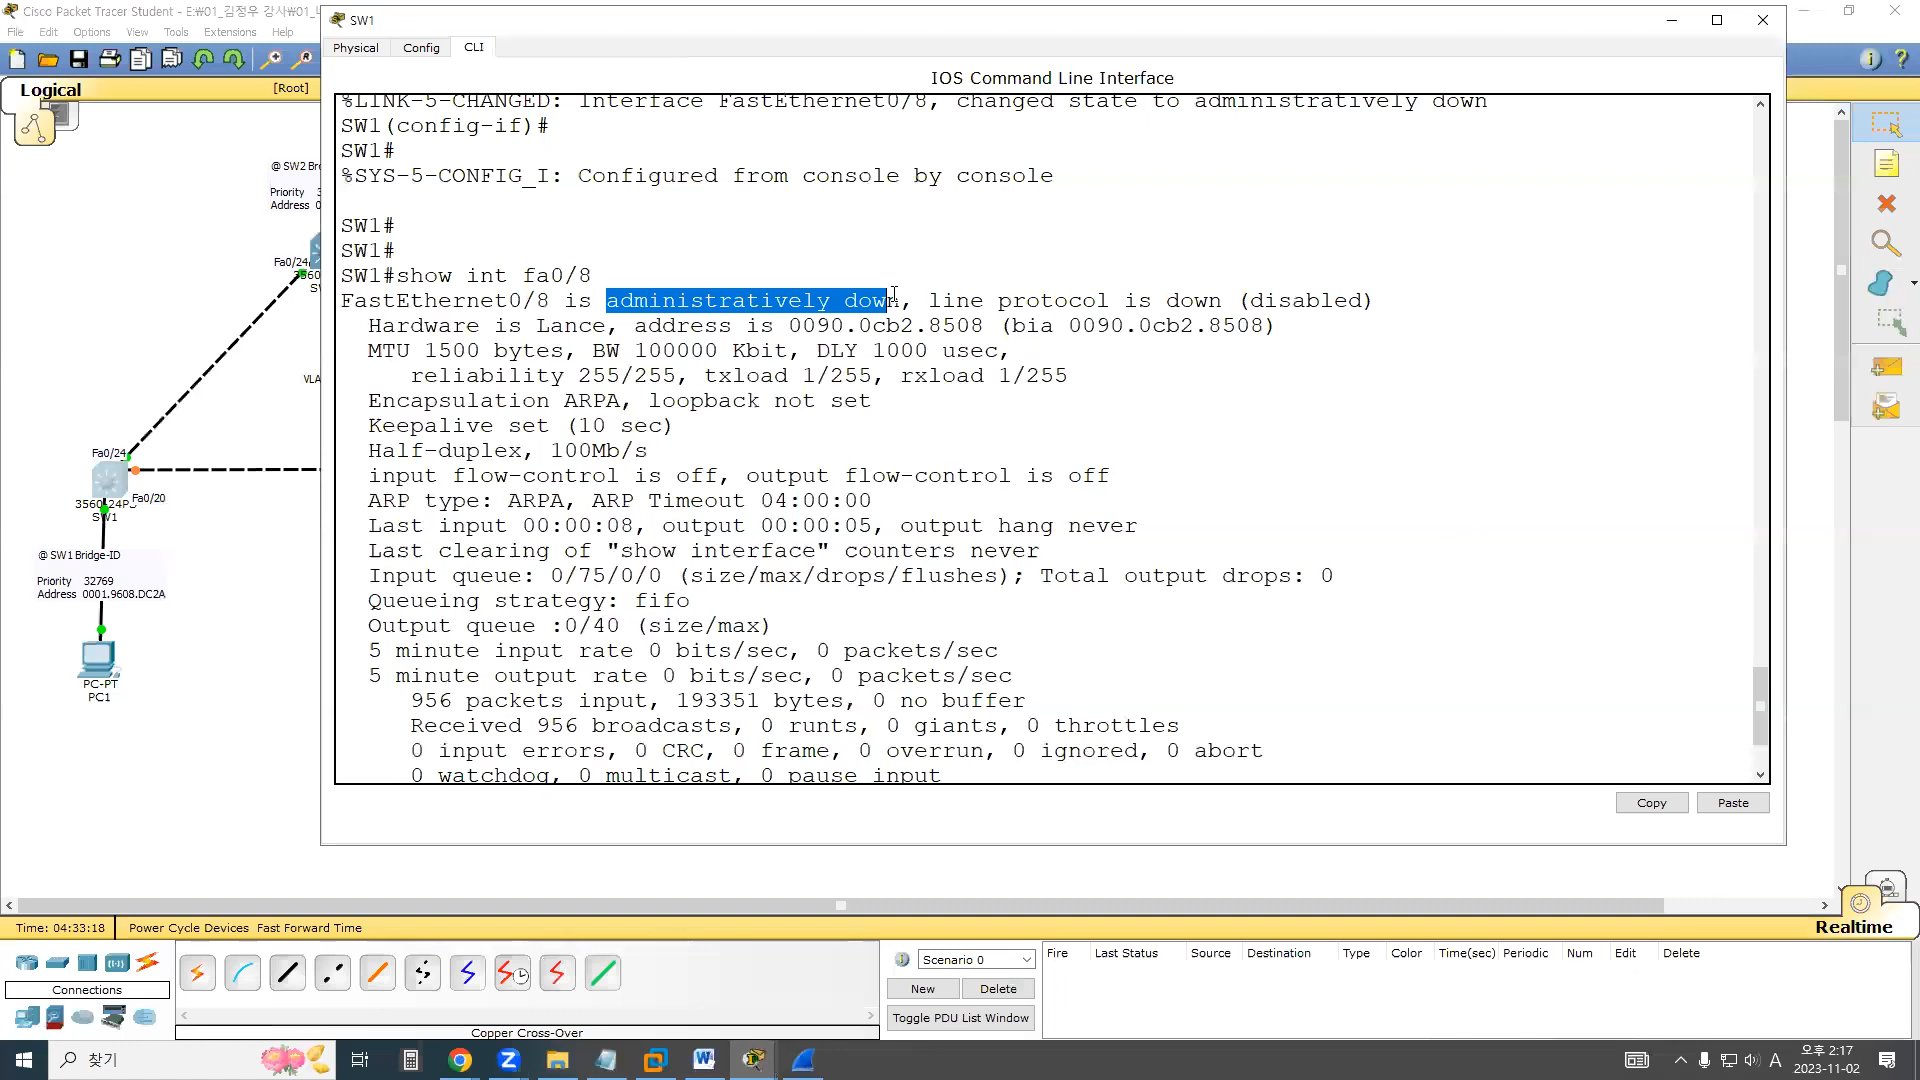 Cisco Packet Tracer Student - E:₩01_김정우 강사₩01_
File Edit Options View Tools Extensions Help
Logical
[Root]
SW1
Physical Config CLI
IOS Command Line Interface
%LINK-5-CHANGED: Interface FastEthernet0/8, changed state to administratively down
SW1(config-if)#
SW1#
%SYS-5-CONFIG_I: Configured from console by console
SW1#
SW1#
SW1#show int fa0/8
FastEthernet0/8 is administratively down, line protocol is down (disabled)
Hardware is Lance, address is 0090.0cb2.8508 (bia 0090.0cb2.8508)
MTU 1500 bytes, BW 100000 Kbit, DLY 1000 usec,
reliability 255/255, txload 1/255, rxload 1/255
Encapsulation ARPA, loopback not set
Keepalive set (10 sec)
Half-duplex, 100Mb/s
input flow-control is off, output flow-control is off
ARP type: ARPA, ARP Timeout 04:00:00
Last input 00:00:08, output 00:00:05, output hang never
Last clearing of "show interface" counters never
Input queue: 0/75/0/0 (size/max/drops/flushes); Total output drops: 0
Queueing strategy: fifo
Output queue :0/40 (size/max)
5 minute input rate 0 bits/sec, 0 packets/sec
5 minute output rate 0 bits/sec, 0 packets/sec
956 packets input, 193351 bytes, 0 no buffer
Received 956 broadcasts, 0 runts, 0 giants, 0 throttles
0 input errors, 0 CRC, 0 frame, 0 overrun, 0 ignored, 0 abort
0 watchdog, 0 multicast, 0 pause input
Copy Paste
@ SW2 Bri
Priority 3
Address 0
Fa0/24
VLA
Fa0/24
Fa0/20
SW1
@ SW1 Bridge-ID
Priority 32769
Address 0001.9608.DC2A
PC-PT
PC1
Time: 04:33:18 Power Cycle Devices Fast Forward Time
Realtime
Connections
Copper Cross-Over
Scenario 0
New Delete
Toggle PDU List Window
Fire Last Status Source Destination Type Color Time(sec) Periodic Num Edit Delete
찾기
A
오후 2:17
2023-11-02